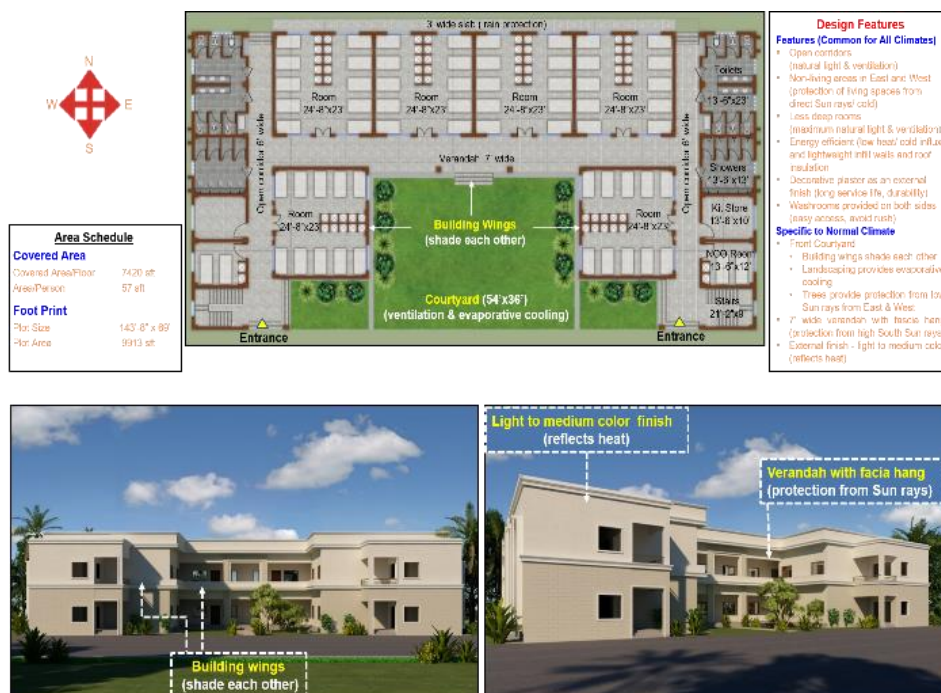 3' wide slab (rain protection)
N
W E
S
Room
24'-8"x23'
Room
24'-8"x23'
Room
24'-8"x23'
Room
24'-8"x23'
Toilets
13'-6"x23'
Open corridor 6' wide
Open corridor 6' wide
Verandah 7' wide
Showers
13'-6"x13'
Room
24'-8"x23'
Building Wings
(shade each other)
Room
24'-8"x23'
Kit. Store
13'-6"x10'
NCO Room
13'-6"x12'
Courtyard (54'x36')
(ventilation & evaporative cooling)
Stairs
21'-2"x9'
Entrance
Entrance
Area Schedule
Covered Area
Covered Area/Floor 7420 sft
Area/Person 57 sft
Foot Print
Plot Size 143'-8" x 69'
Plot Area 9913 sft
Design Features
Features (Common for All Climates)
• Open corridors
(natural light & ventilation)
• Non-living areas in East and West
(protection of living spaces from
direct Sun rays/ cold)
• Less deep rooms
(maximum natural light & ventilation)
• Energy efficient (low heat/ cold influx)
and lightweight infill walls and roof
insulation
• Decorative plaster as an external
finish (long service life, durability)
• Washrooms provided on both sides
(easy access, avoid rush)
Specific to Normal Climate
• Front Courtyard
• Building wings shade each other
• Landscaping provides evaporative
cooling
• Trees provide protection from low
Sun rays from East & West
• 7' wide verandah with fascia hang
(protection from high South Sun rays)
• External finish - light to medium color
(reflects heat)
Building wings
(shade each other)
Light to medium color finish
(reflects heat)
Verandah with facia hang
(protection from Sun rays)